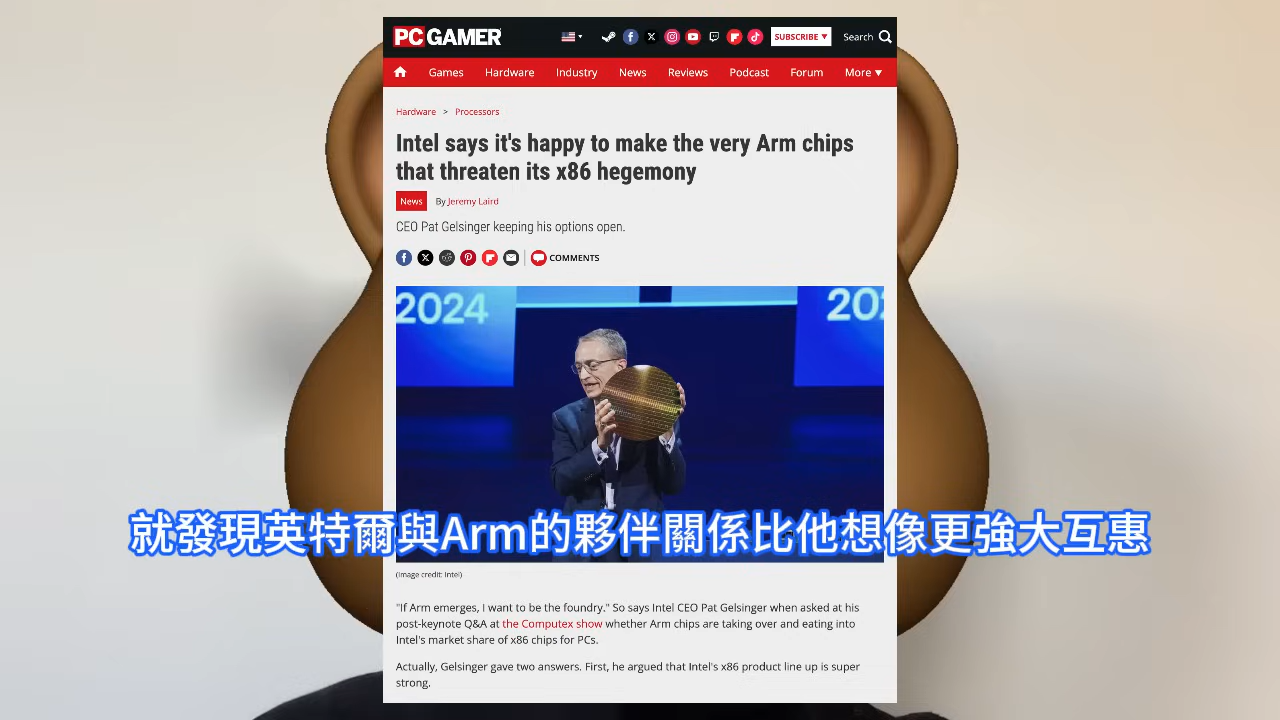 PC GAMER
SUBSCRIBE ▼ Search
Games Hardware Industry News Reviews Podcast Forum More ▼
Hardware > Processors
Intel says it's happy to make the very Arm chips
that threaten its x86 hegemony
News By Jeremy Laird
CEO Pat Gelsinger keeping his options open.
COMMENTS
2024
202
就發現英特爾與Arm的夥伴關係比他想像更強大互惠
(Image credit: Intel)
"If Arm emerges, I want to be the foundry." So says Intel CEO Pat Gelsinger when asked at his
post-keynote Q&A at the Computex show whether Arm chips are taking over and eating into
Intel's market share of x86 chips for PCs.
Actually, Gelsinger gave two answers. First, he argued that Intel's x86 product line up is super
strong.